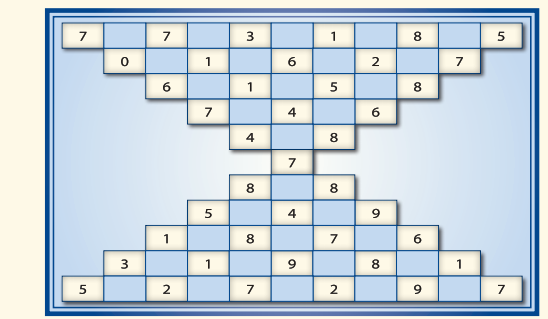 7 7 3 1 8 5
0 1 6 2 7
6 1 5 8
7 4 6
4 8
7
8 8
5 4 9
1 8 7 6
3 1 9 8 1
5 2 7 2 9 7